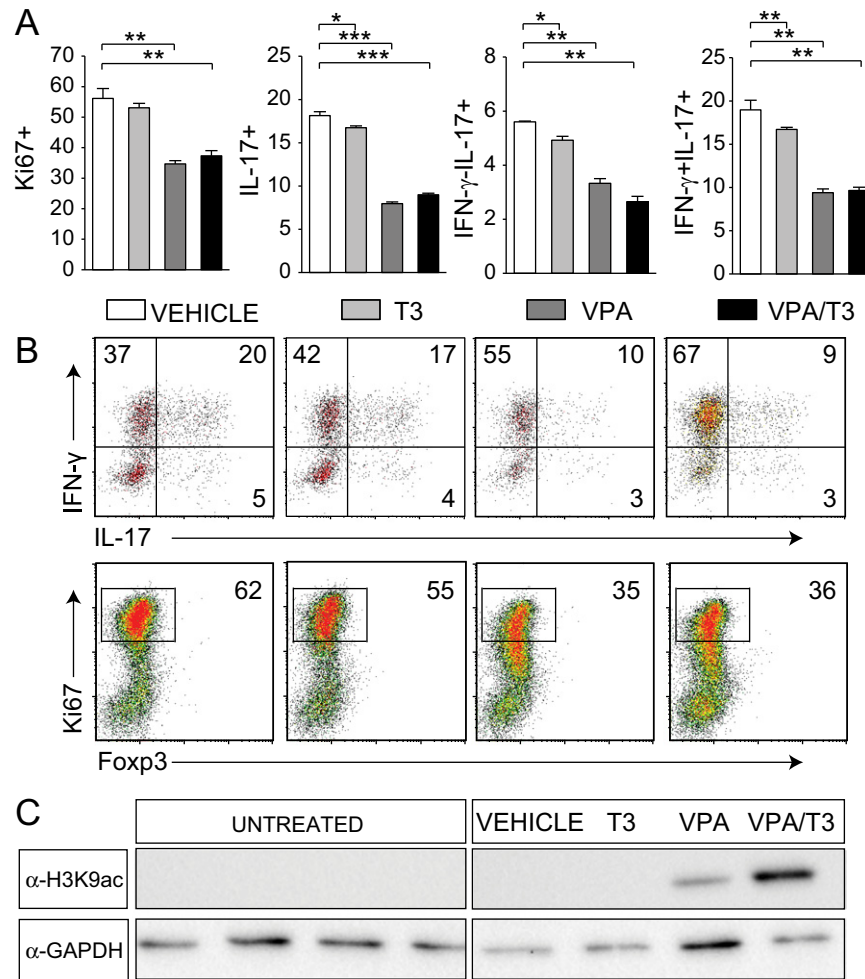 A
** ** * *** *** * ** ** ** ** **
Ki67+ 70 60 50 40 30 20 10 0
IL-17+ 25 20 15 10 5 0
IFN-γ-IL-17+ 8 6 4 2 0
IFN-γ+IL-17+ 25 20 15 10 5 0
VEHICLE T3 VPA VPA/T3
B
37 20 42 17 55 10 67 9
IFN-γ
5 4 3 3
IL-17
62 55 35 36
Ki67
Foxp3
C
UNTREATED VEHICLE T3 VPA VPA/T3
α-H3K9ac
α-GAPDH